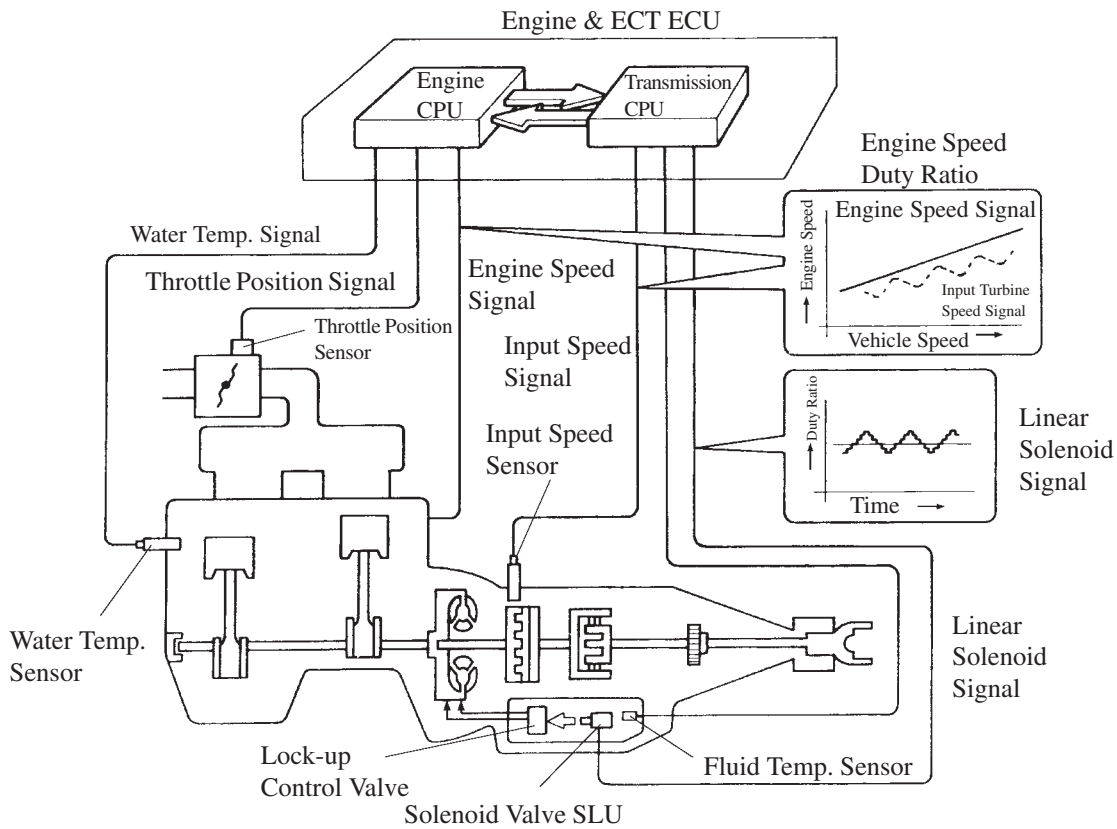 Engine & ECT ECU
Engine
CPU
Transmission
CPU
Engine Speed
Duty Ratio
Engine Speed
Engine Speed Signal
Input Turbine
Speed Signal
Vehicle Speed
Water Temp. Signal
Throttle Position Signal
Engine Speed
Signal
Throttle Position
Sensor
Input Speed
Signal
Duty Ratio
Time
Linear
Solenoid
Signal
Input Speed
Sensor
Water Temp.
Sensor
Linear
Solenoid
Signal
Lock-up
Control Valve
Fluid Temp. Sensor
Solenoid Valve SLU